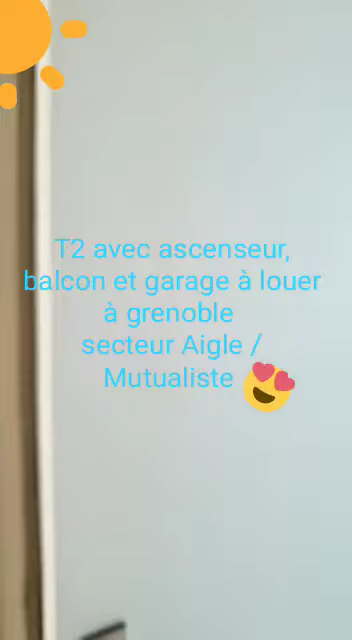 T2 avec ascenseur,
balcon et garage à louer
à grenoble
secteur Aigle /
Mutualiste